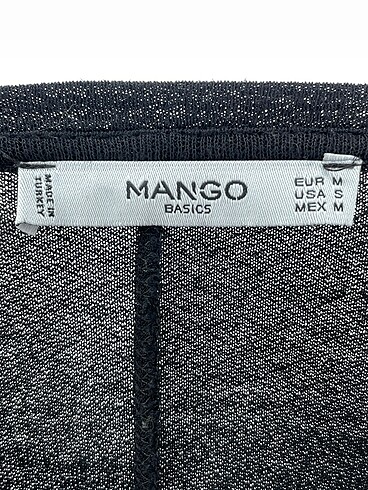 MADE IN
TURKEY
MANGO
BASICS
EUR M
USA S
MEX M